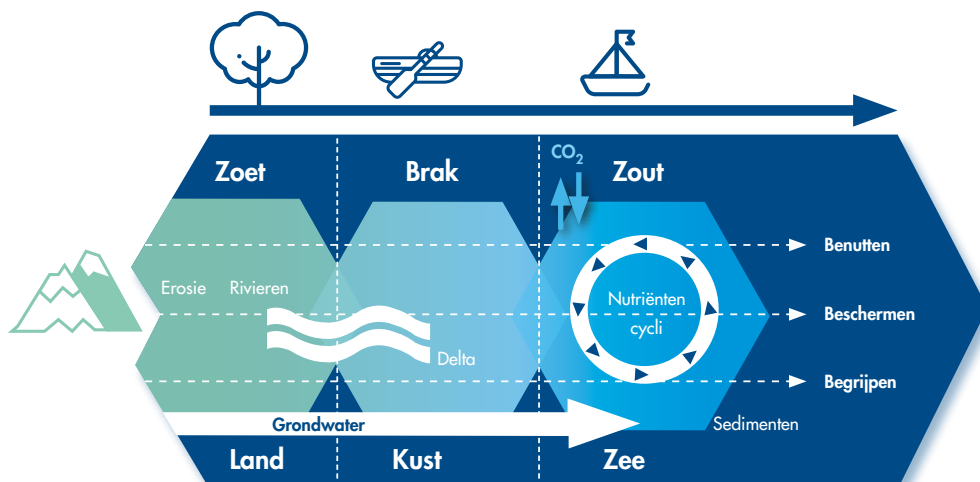 CO2
Zoet
Brak
Zout
Benutten
Erosie
Rivieren
Nutriënten
cycli
Beschermen
Delta
Begrijpen
Grondwater
Sedimenten
Land
Kust
Zee